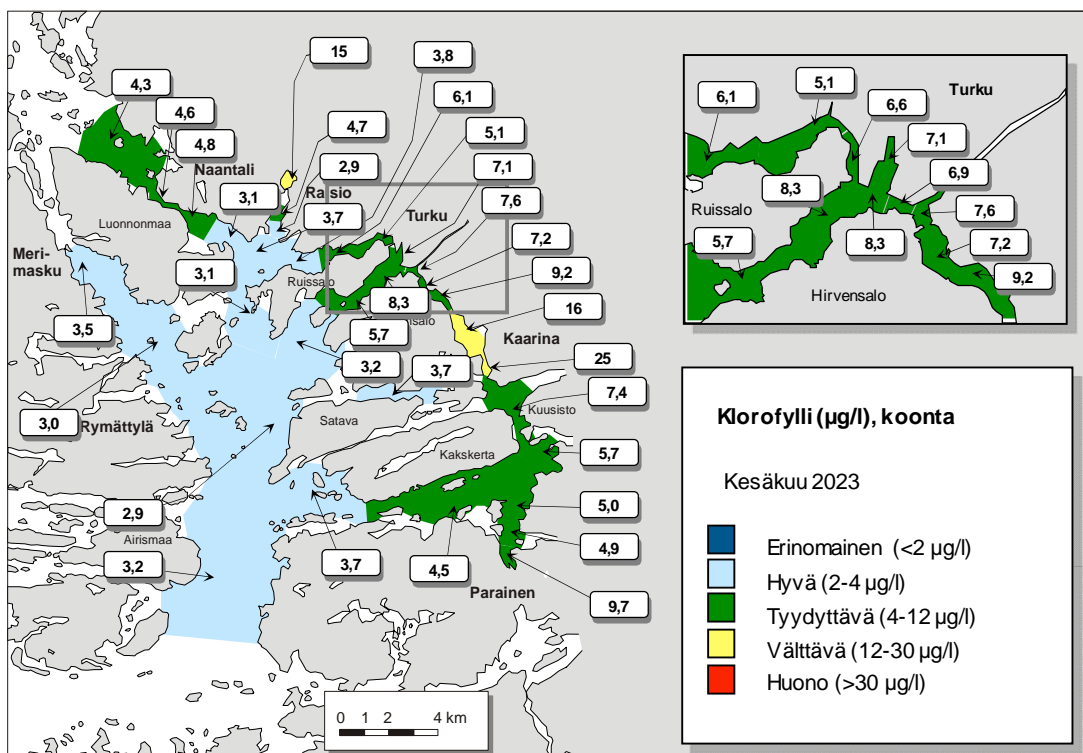 15
3,8
4,3
6,1
4,6
4,7
5,1
4,8
2,9
7,1
Naantali
Raisio
3,1
3,7
7,6
Luonnonmaa
Turku
7,2
Meri-
masku
3,1
Ruissalo
9,2
8,3
salo
16
3,5
5,7
Kaarina
3,2
3,7
25
7,4
3,0
Rymättylä
Satava
Kuusisto
Kakskerta
5,7
2,9
5,0
Airismaa
4,9
3,2
3,7
4,5
Parainen
9,7
0 1 2 4 km
5,1
Turku
6,1
6,6
7,1
8,3
6,9
Ruissalo
7,6
5,7
8,3
7,2
9,2
Hirvensalo
Klorofylli (µg/l), koonta
Kesäkuu 2023
Erinomainen (<2 µg/l)
Hyvä (2-4 µg/l)
Tyydyttävä (4-12 µg/l)
Välttävä (12-30 µg/l)
Huono (>30 µg/l)